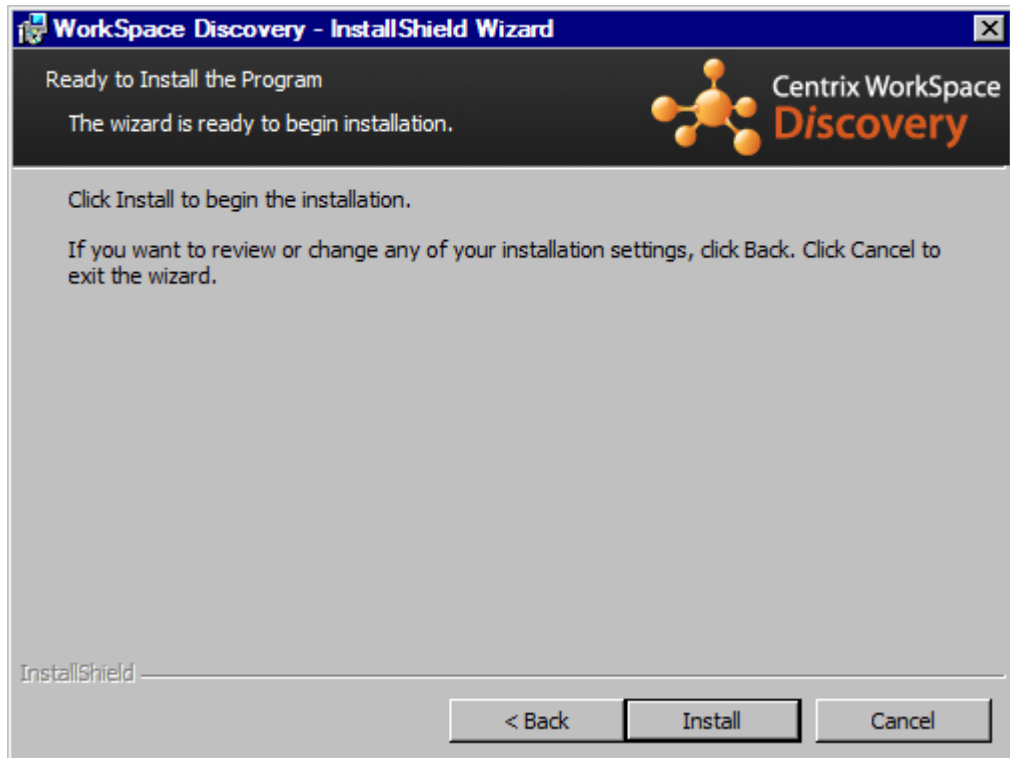 WorkSpace Discovery - InstallShield Wizard
Ready to Install the Program
The wizard is ready to begin installation.
Centrix WorkSpace
Discovery
Click Install to begin the installation.
If you want to review or change any of your installation settings, click Back. Click Cancel to
exit the wizard.
InstallShield
< Back
Install
Cancel